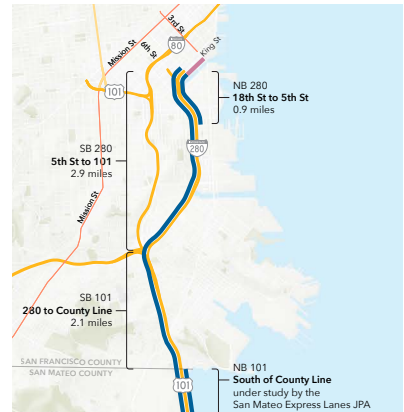 3rd St
Mission St
6th St
80
King St
101
NB 280
18th St to 5th St
0.9 miles
SB 280
5th St to 101
2.9 miles
280
Mission St
SB 101
280 to County Line
2.1 miles
SAN FRANCISCO COUNTY
SAN MATEO COUNTY
101
NB 101
South of County Line
under study by the
San Mateo Express Lanes JPA